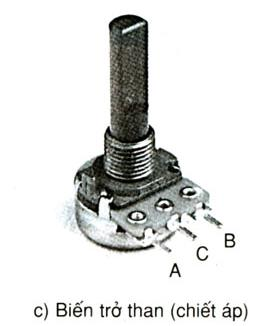 B
C
A
c) Biến trở than (chiết áp)